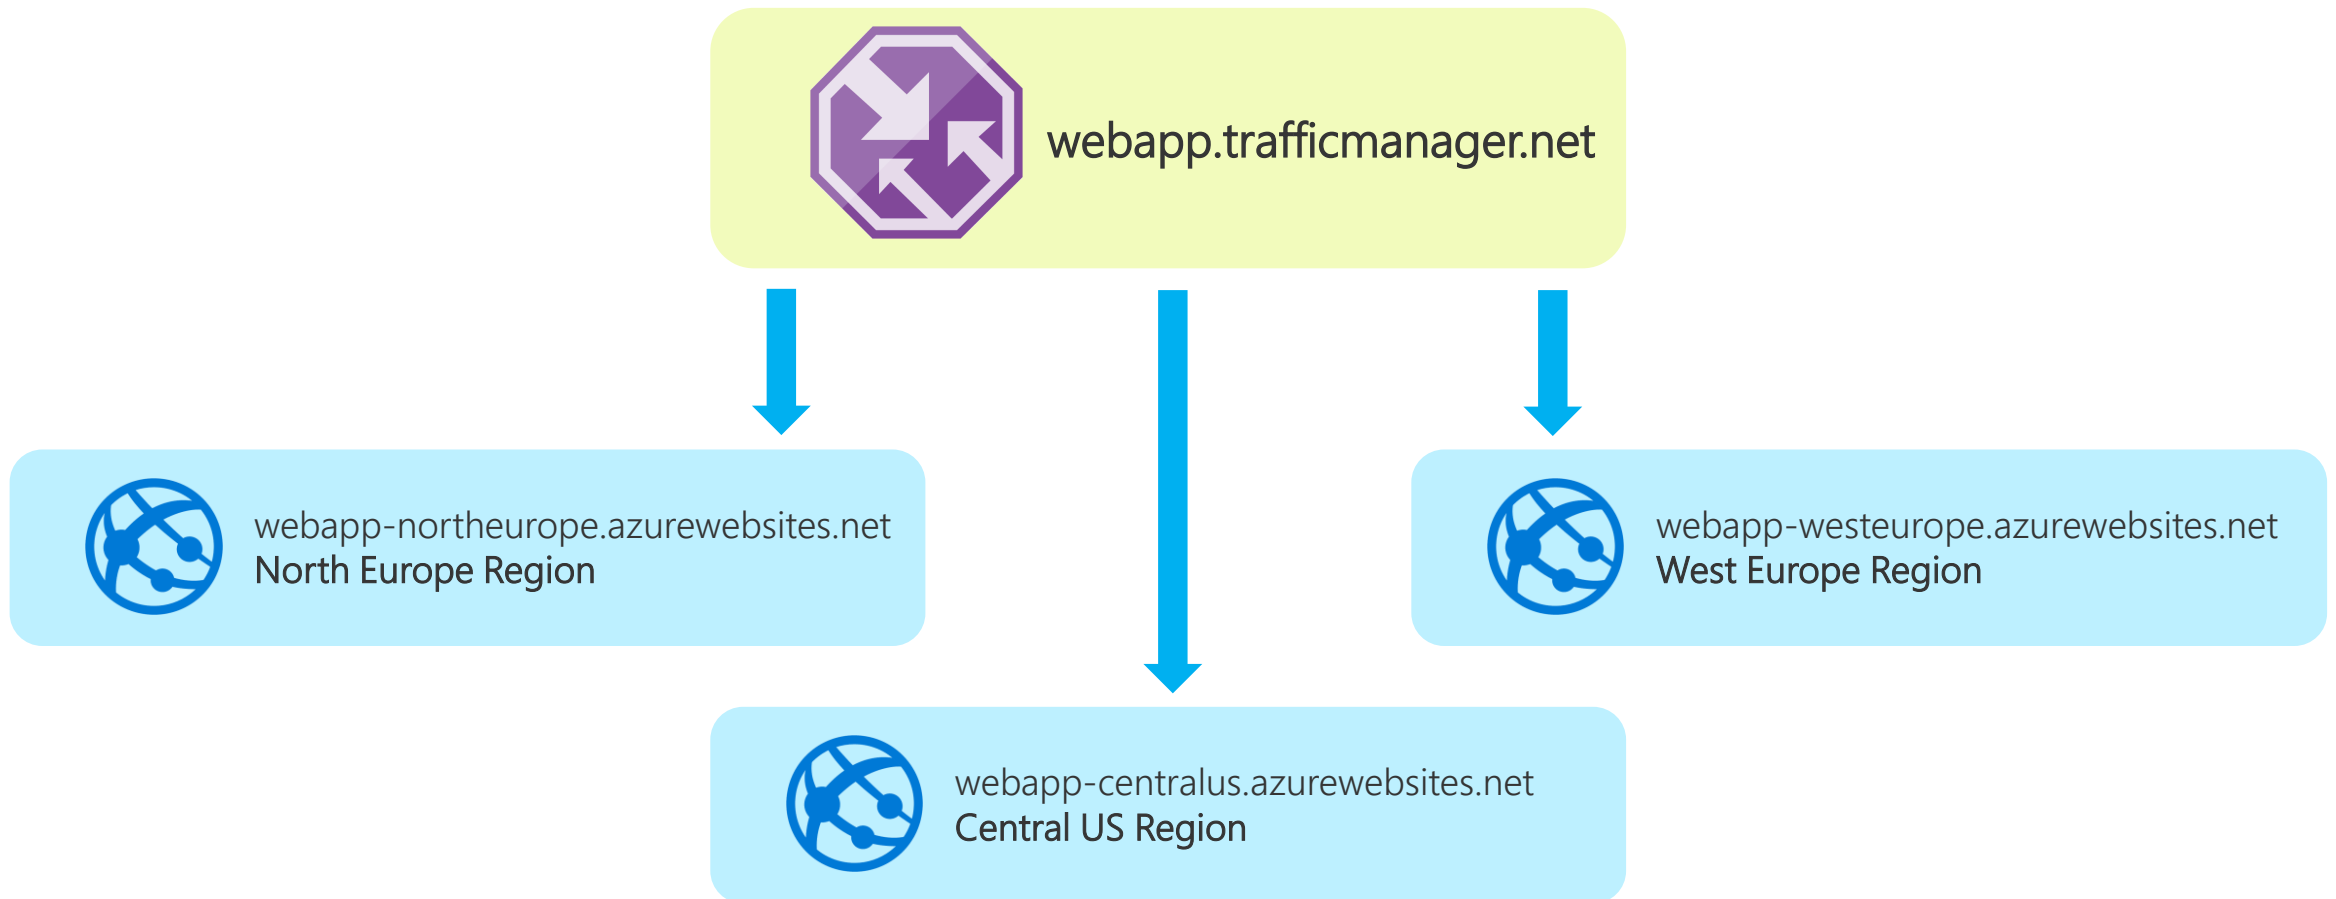 webapp.trafficmanager.net
webapp-northeurope.azurewebsites.net
North Europe Region
webapp-westeurope.azurewebsites.net
West Europe Region
webapp-centralus.azurewebsites.net
Central US Region